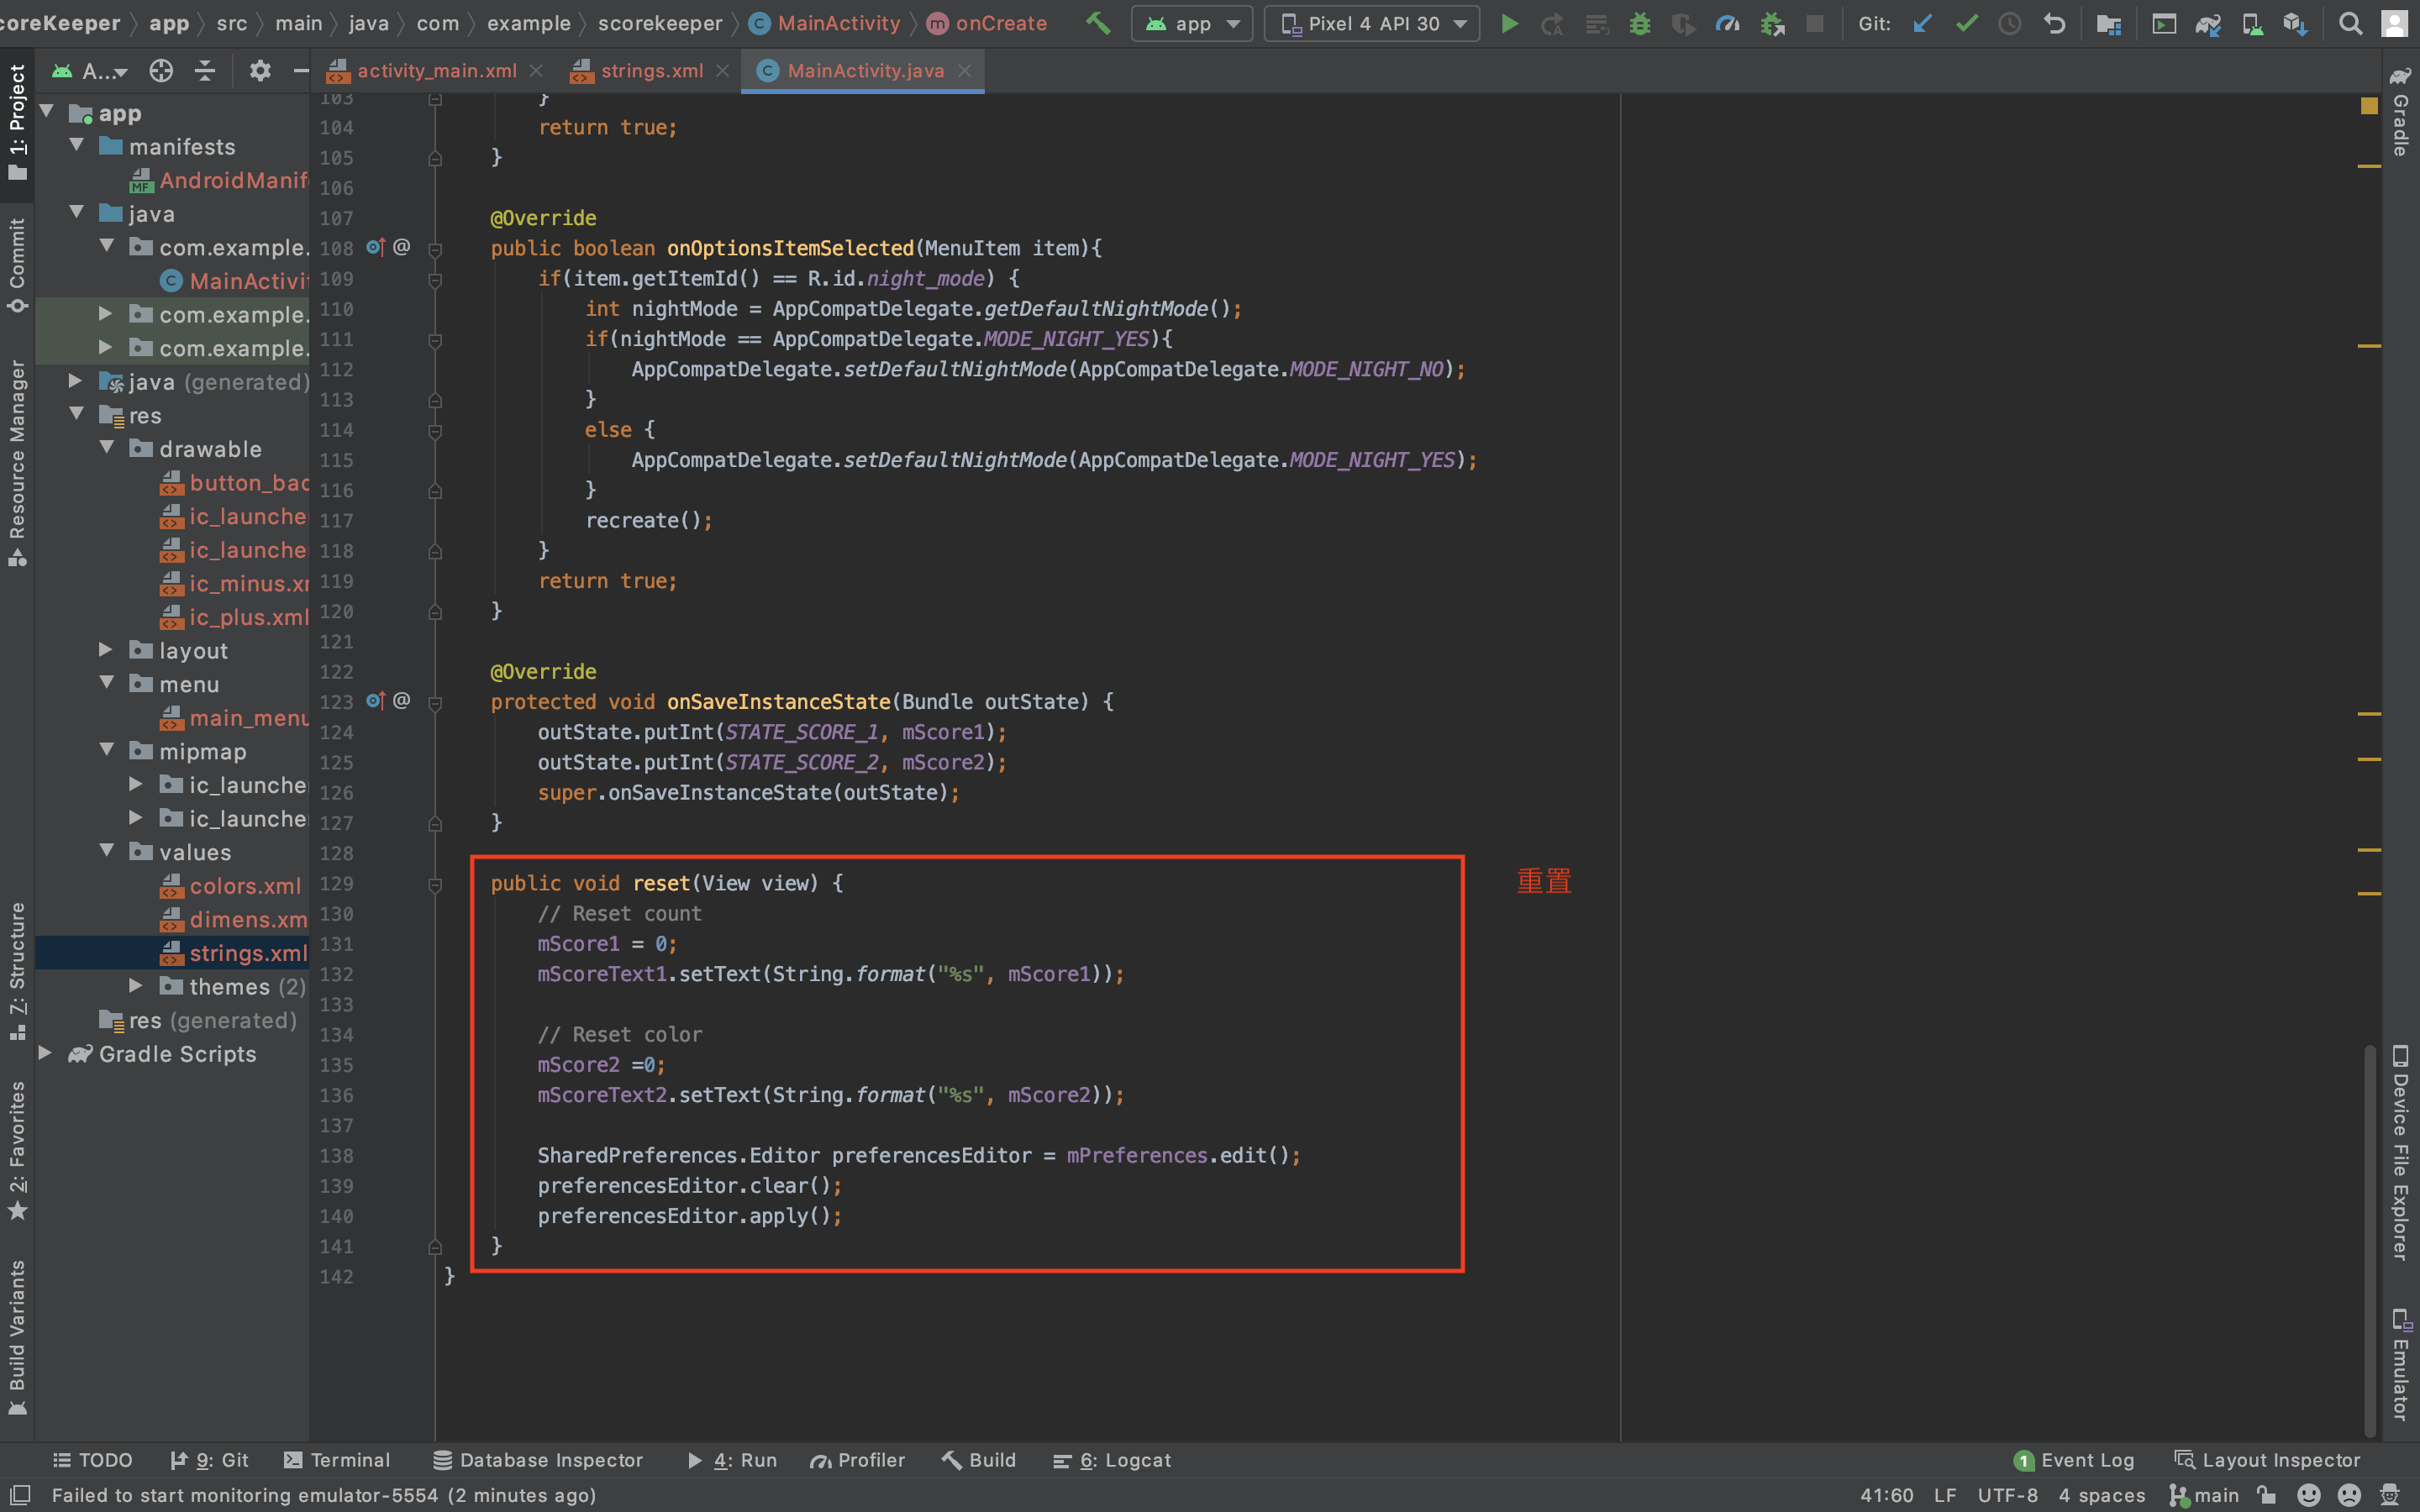 coreKeeper app src main java com example scorekeeper MainActivity onCreate app Pixel 4 API 30 Git:
A... activity_main.xml strings.xml MainActivity.java
1: Project
Commit
Resource Manager
7: Structure
2: Favorites
Build Variants
app
manifests
AndroidManif
java
com.example.
MainActivit
com.example.
com.example.
java (generated)
res
drawable
button_bac
ic_launche
ic_launche
ic_minus.xm
ic_plus.xml
layout
menu
main_menu
mipmap
ic_launche
ic_launche
values
colors.xml
dimens.xm
strings.xml
themes (2)
res (generated)
Gradle Scripts
103 }
104 return true;
105 }
106
107 @Override
108 @ public boolean onOptionsItemSelected(MenuItem item){
109 if(item.getItemId() == R.id.night_mode) {
110 int nightMode = AppCompatDelegate.getDefaultNightMode();
111 if(nightMode == AppCompatDelegate.MODE_NIGHT_YES){
112 AppCompatDelegate.setDefaultNightMode(AppCompatDelegate.MODE_NIGHT_NO);
113 }
114 else {
115 AppCompatDelegate.setDefaultNightMode(AppCompatDelegate.MODE_NIGHT_YES);
116 }
117 recreate();
118 }
119 return true;
120 }
121
122 @Override
123 @ protected void onSaveInstanceState(Bundle outState) {
124 outState.putInt(STATE_SCORE_1, mScore1);
125 outState.putInt(STATE_SCORE_2, mScore2);
126 super.onSaveInstanceState(outState);
127 }
128
129 public void reset(View view) { 重置
130 // Reset count
131 mScore1 = 0;
132 mScoreText1.setText(String.format("%s", mScore1));
133
134 // Reset color
135 mScore2 =0;
136 mScoreText2.setText(String.format("%s", mScore2));
137
138 SharedPreferences.Editor preferencesEditor = mPreferences.edit();
139 preferencesEditor.clear();
140 preferencesEditor.apply();
141 }
142 }
Gradle
Device File Explorer
Emulator
TODO 9: Git Terminal Database Inspector 4: Run Profiler Build 6: Logcat 1 Event Log Layout Inspector
Failed to start monitoring emulator-5554 (2 minutes ago) 41:60 LF UTF-8 4 spaces main